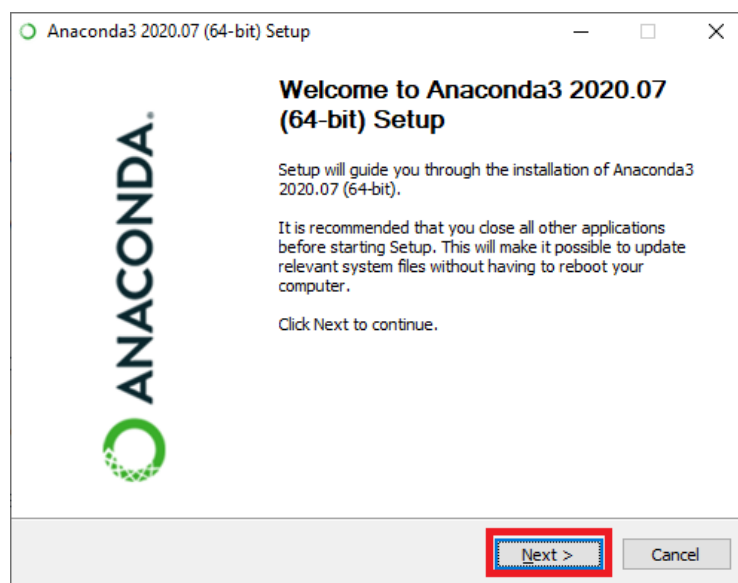 Anaconda3 2020.07 (64-bit) Setup
Welcome to Anaconda3 2020.07
(64-bit) Setup
Setup will guide you through the installation of Anaconda3
2020.07 (64-bit).
It is recommended that you close all other applications
before starting Setup. This will make it possible to update
relevant system files without having to reboot your
computer.
Click Next to continue.
ANACONDA.
Next >
Cancel